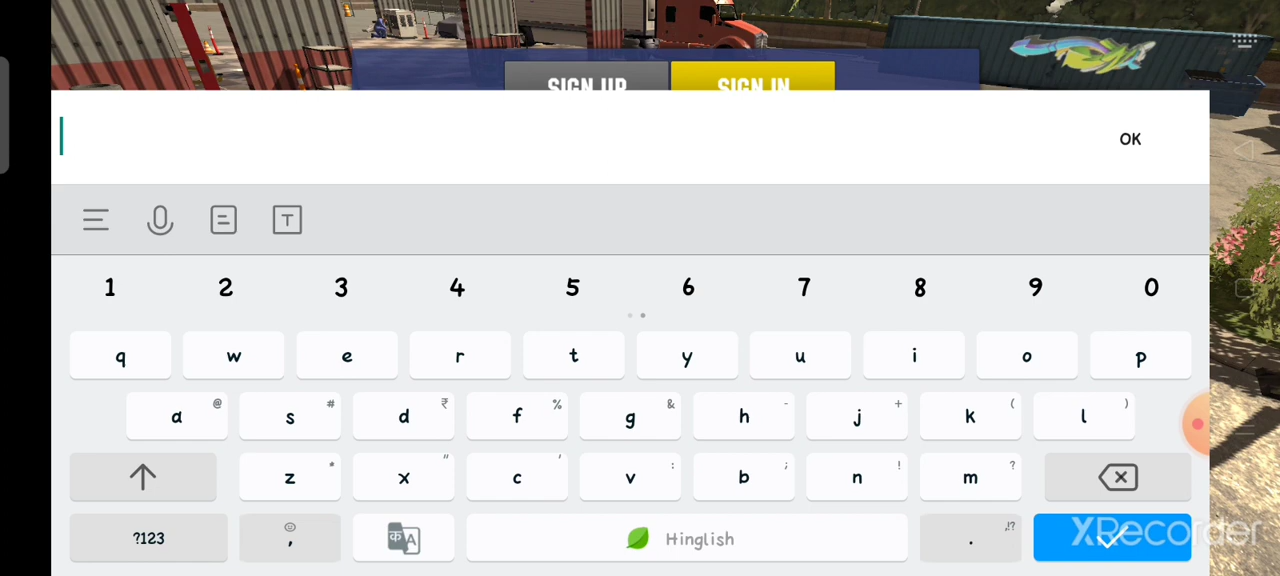 SIGN UP SIGN IN
OK
1 2 3 4 5 6 7 8 9 0
q w e r t y u i o p
@ # ₹ % & - + ( )
a s d f g h j k l
* " ' : ; ! ?
z x c v b n m
?123 , क A Hinglish . ,!?
XRecorder
T